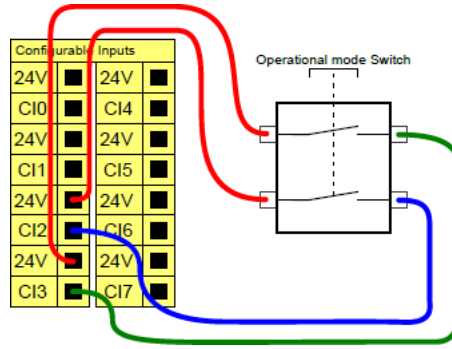 Configurable Inputs
Operational mode Switch
24V 24V
CI0 CI4
24V 24V
CI1 CI5
24V 24V
CI2 CI6
24V 24V
CI3 CI7